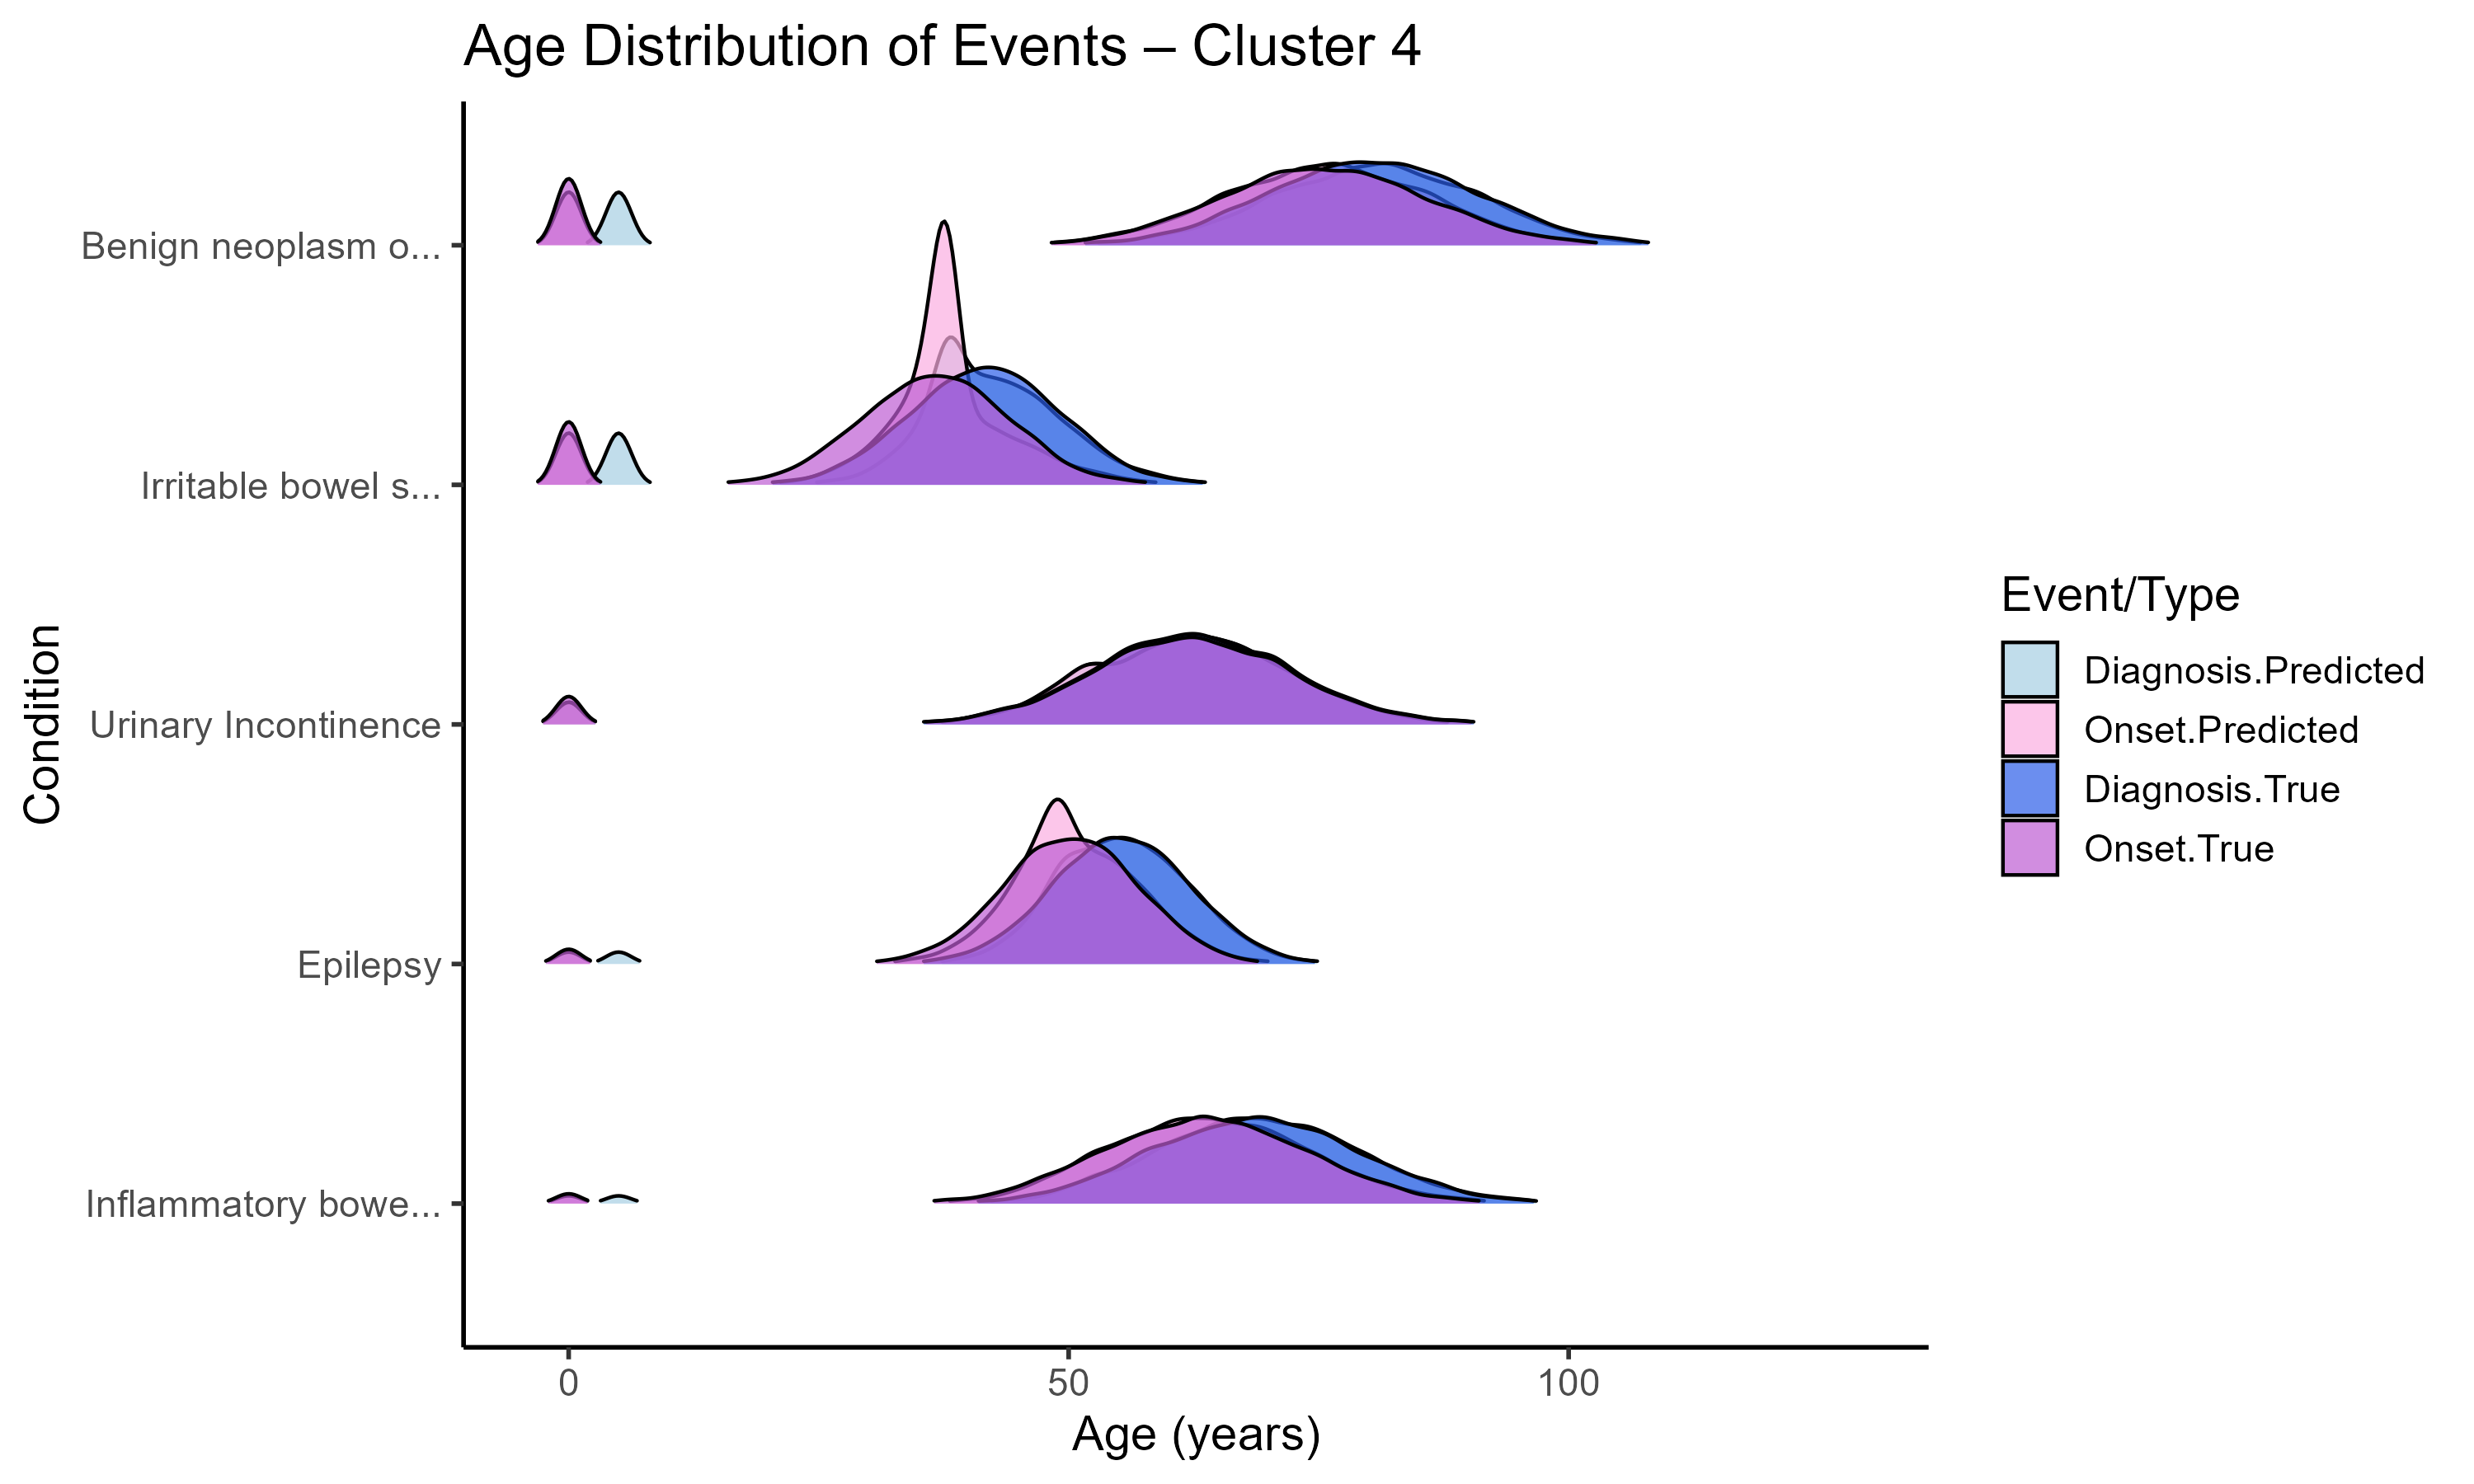 Age Distribution of Events – Cluster 4
Condition
Benign neoplasm o...
Irritable bowel s...
Urinary Incontinence
Epilepsy
Inflammatory bowe...
0
50
100
Age (years)
Event/Type
Diagnosis.Predicted
Onset.Predicted
Diagnosis.True
Onset.True